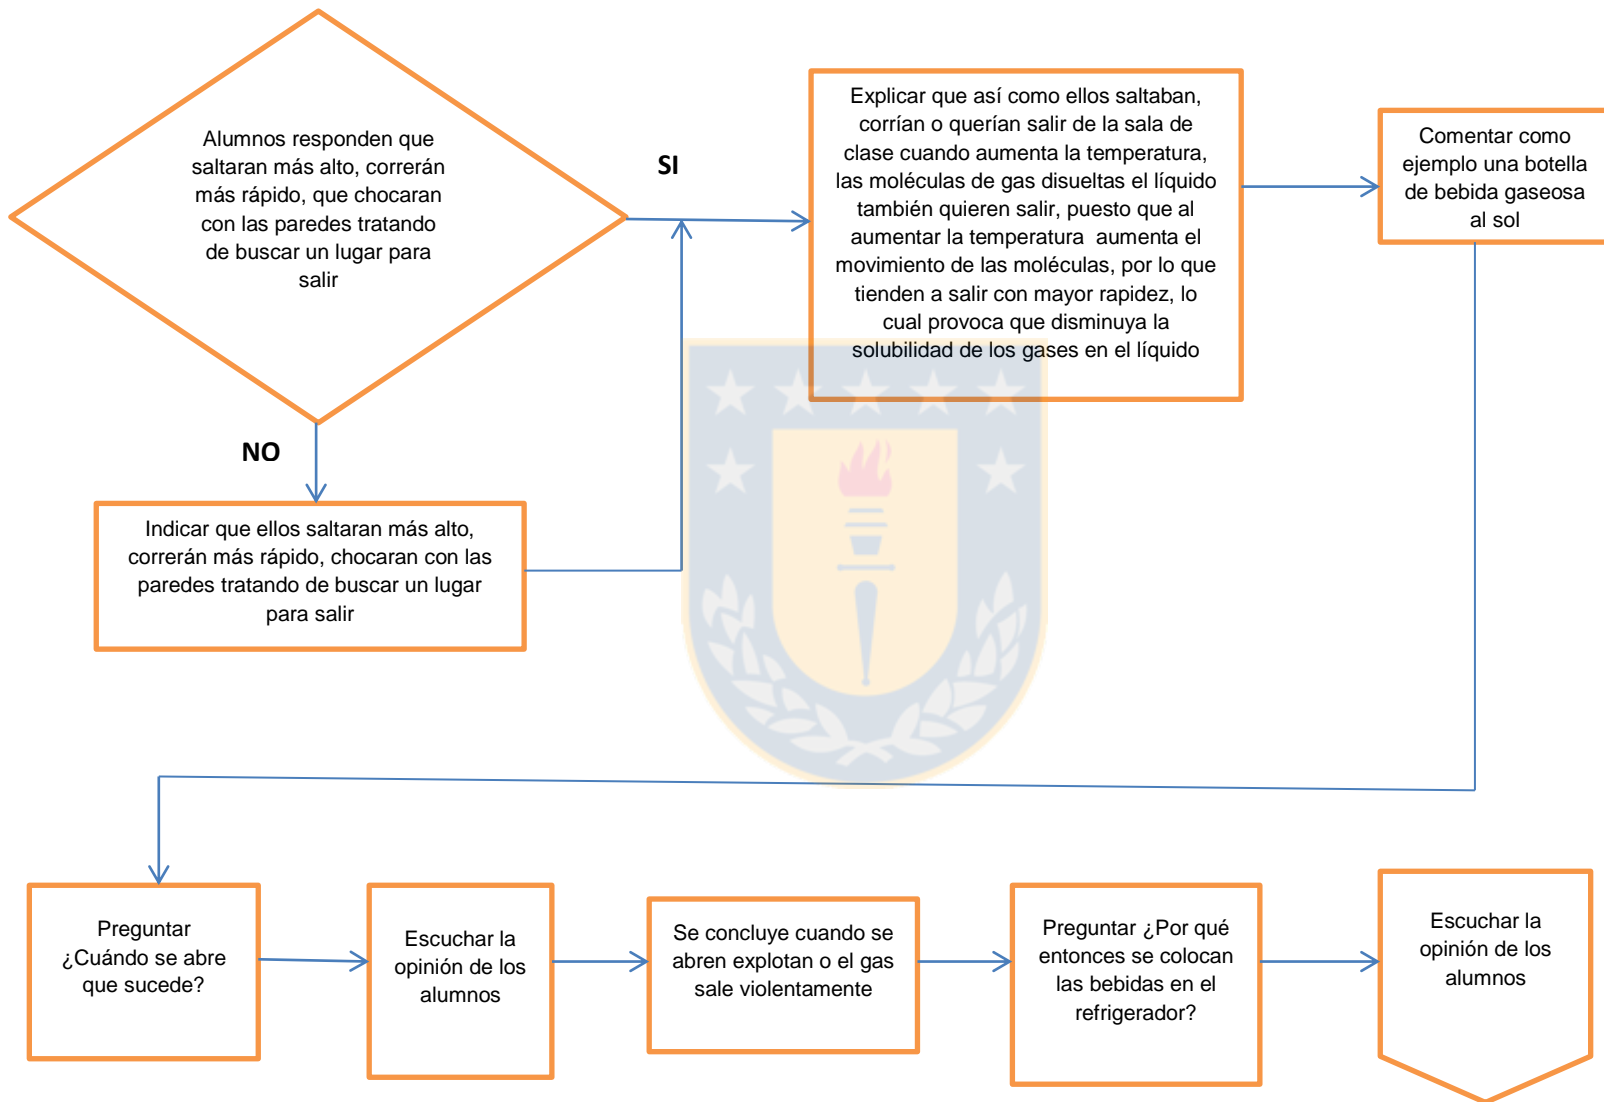 Alumnos responden que
saltaran más alto, correrán
más rápido, que chocaran
con las paredes tratando
de buscar un lugar para
salir
SI
Explicar que así como ellos saltaban,
corrían o querían salir de la sala de
clase cuando aumenta la temperatura,
las moléculas de gas disueltas el líquido
también quieren salir, puesto que al
aumentar la temperatura aumenta el
movimiento de las moléculas, por lo que
tienden a salir con mayor rapidez, lo
cual provoca que disminuya la
solubilidad de los gases en el líquido
Comentar como
ejemplo una botella
de bebida gaseosa
al sol
NO
Indicar que ellos saltaran más alto,
correrán más rápido, chocaran con las
paredes tratando de buscar un lugar
para salir
Preguntar
¿Cuándo se abre
que sucede?
Escuchar la
opinión de los
alumnos
Se concluye cuando se
abren explotan o el gas
sale violentamente
Preguntar ¿Por qué
entonces se colocan
las bebidas en el
refrigerador?
Escuchar la
opinión de los
alumnos